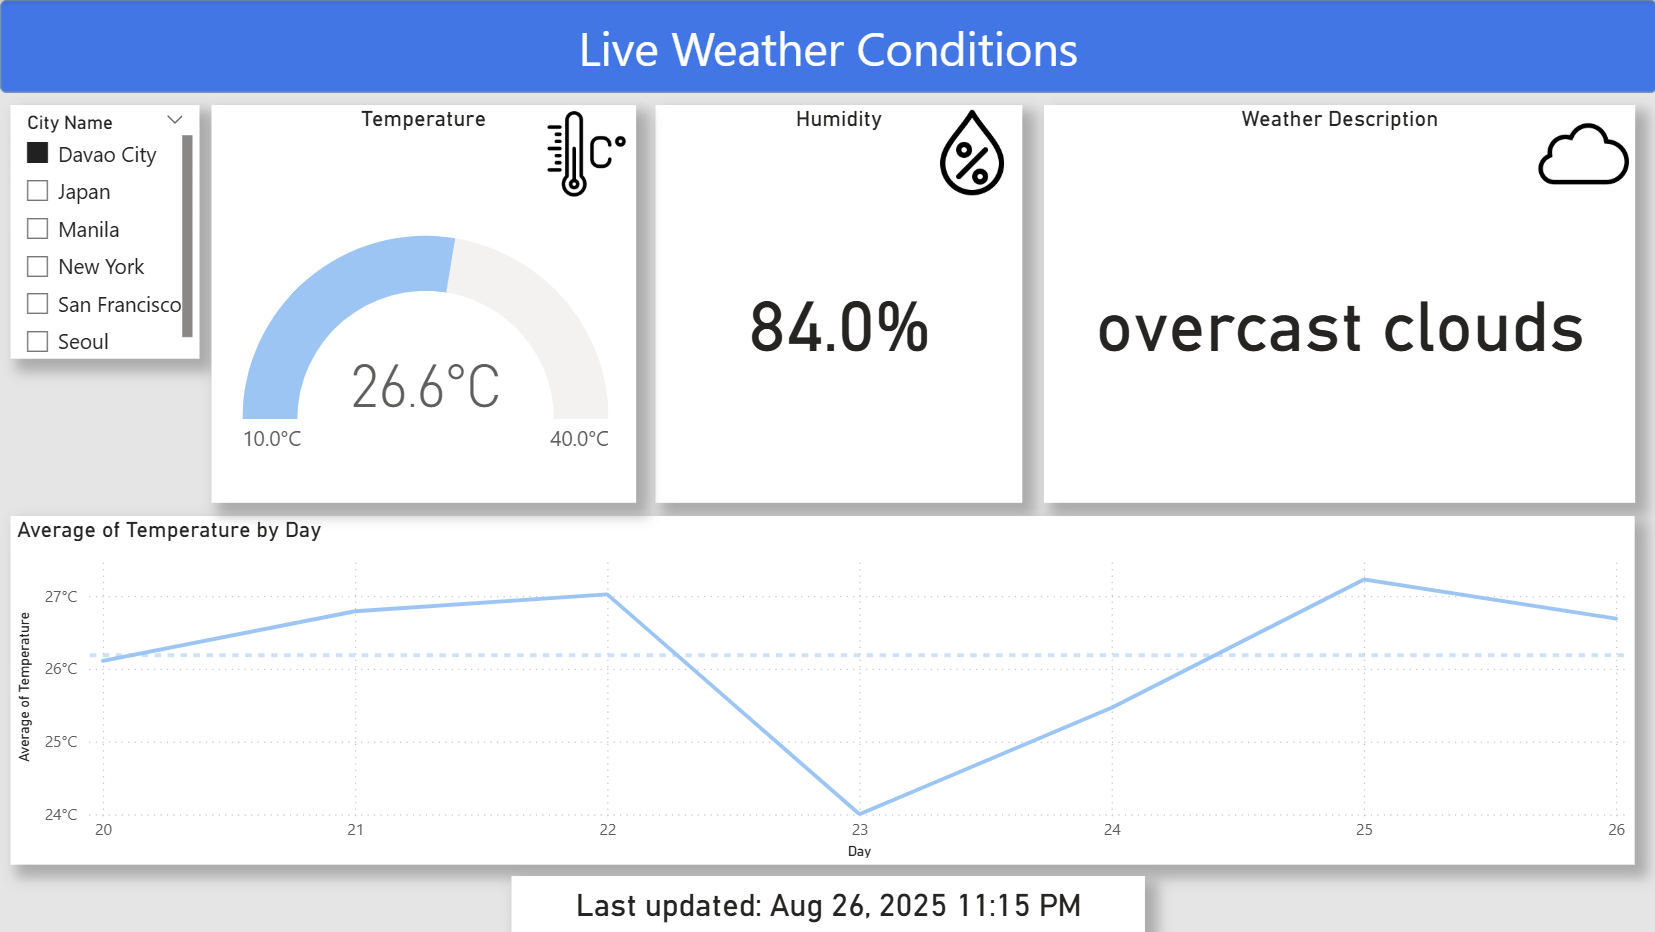 Live Weather Conditions
City Name
Davao City
Japan
Manila
New York
San Francisco
Seoul
Temperature
C°
26.6°C
10.0°C
40.0°C
Humidity
%
84.0%
Weather Description
overcast clouds
Average of Temperature by Day
Average of Temperature
27°C
26°C
25°C
24°C
20
21
22
23
24
25
26
Day
Last updated: Aug 26, 2025 11:15 PM